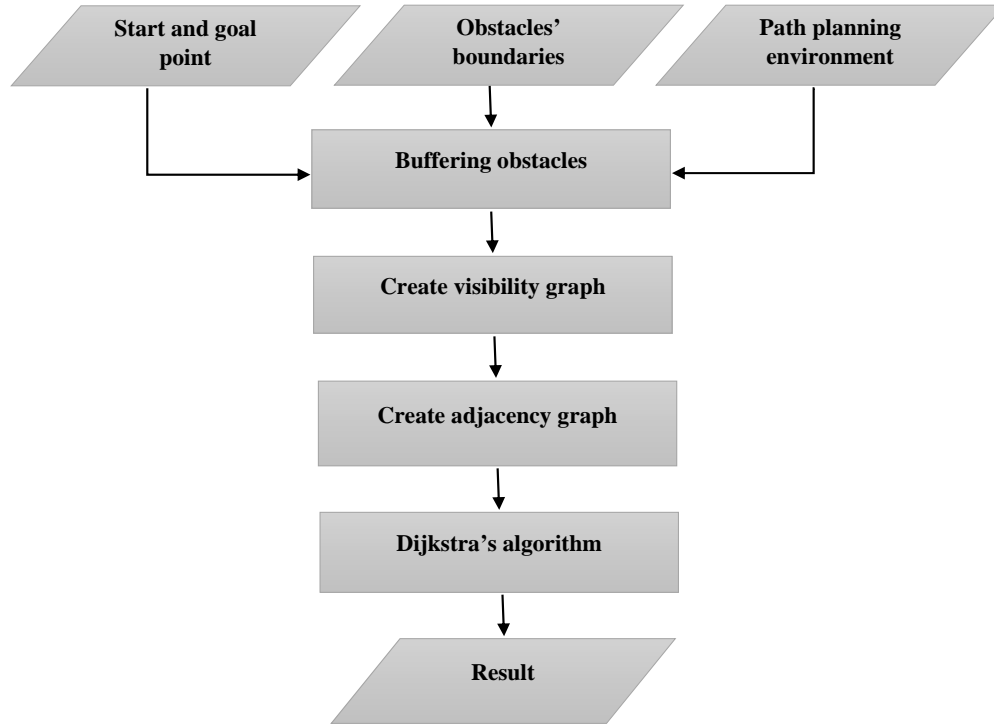 Start and goal
point
Obstacles’
boundaries
Path planning
environment
Buffering obstacles
Create visibility graph
Create adjacency graph
Dijkstra’s algorithm
Result